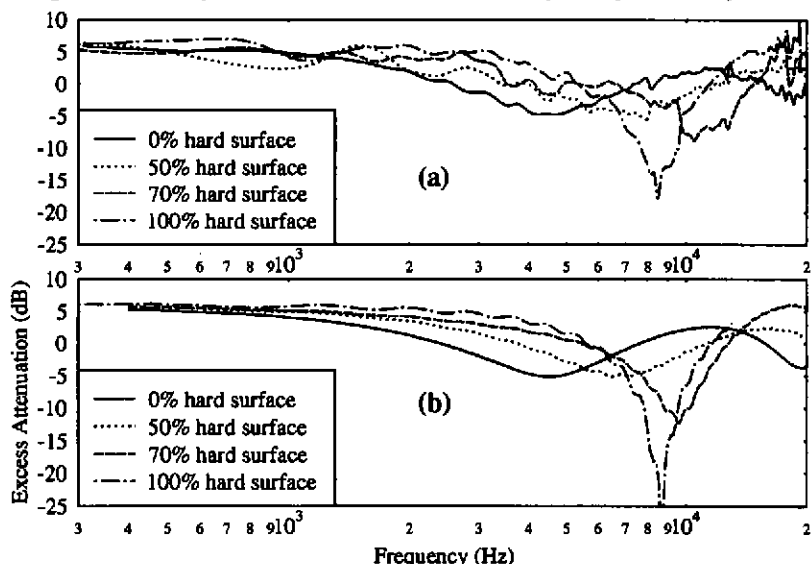 10
5
0
-5
-10
-15
-20
-25
0% hard surface
50% hard surface
70% hard surface
100% hard surface
(a)
3 4 5 6 7 8 9 10³ 2 3 4 5 6 7 8 9 10⁴ 2
10
5
0
-5
-10
-15
-20
-25
Excess Attenuation (dB)
0% hard surface
50% hard surface
70% hard surface
100% hard surface
(b)
3 4 5 6 7 8 9 10³ 2 3 4 5 6 7 8 9 10⁴ 2
Frequency (Hz)